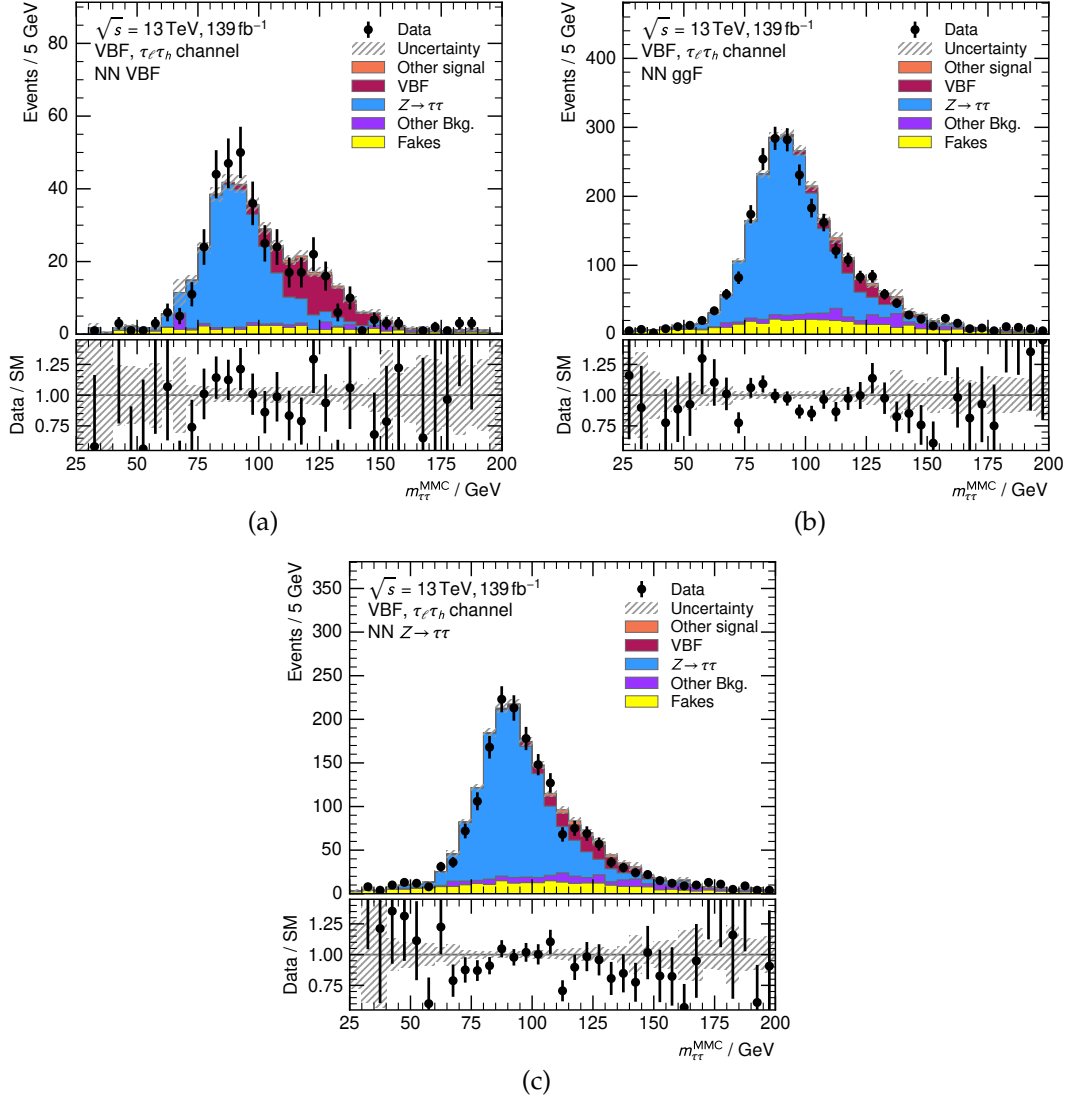 √s = 13 TeV, 139 fb⁻¹
VBF, τ_ℓτ_h channel
NN VBF
Data
Uncertainty
Other signal
VBF
Z→ττ
Other Bkg.
Fakes
Events / 5 GeV
80
60
40
20
0
Data / SM
1.25
1.00
0.75
25 50 75 100 125 150 175 200
m_ττ^MMC / GeV
(a)
√s = 13 TeV, 139 fb⁻¹
VBF, τ_ℓτ_h channel
NN ggF
Data
Uncertainty
Other signal
VBF
Z→ττ
Other Bkg.
Fakes
Events / 5 GeV
400
300
200
100
0
Data / SM
1.25
1.00
0.75
25 50 75 100 125 150 175 200
m_ττ^MMC / GeV
(b)
√s = 13 TeV, 139 fb⁻¹
VBF, τ_ℓτ_h channel
NN Z→ττ
Data
Uncertainty
Other signal
VBF
Z→ττ
Other Bkg.
Fakes
Events / 5 GeV
350
300
250
200
150
100
50
0
Data / SM
1.25
1.00
0.75
25 50 75 100 125 150 175 200
m_ττ^MMC / GeV
(c)